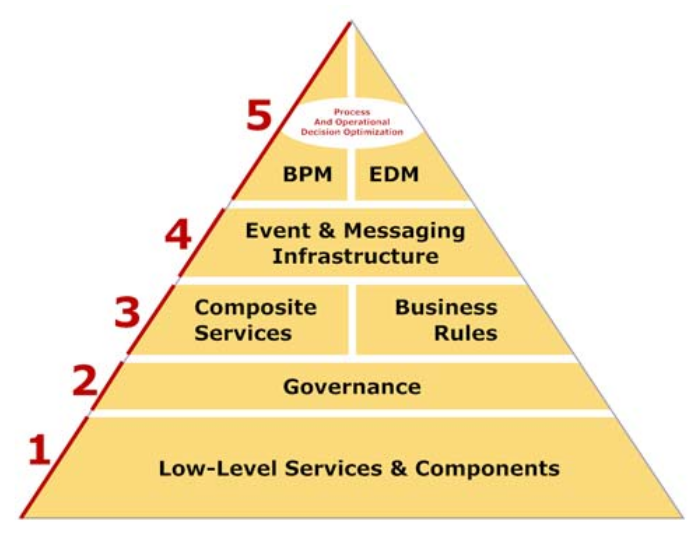 5
Process
And Operational
Decision Optimization
BPM EDM
4
Event & Messaging
Infrastructure
3
Composite
Services
Business
Rules
2
Governance
1
Low-Level Services & Components